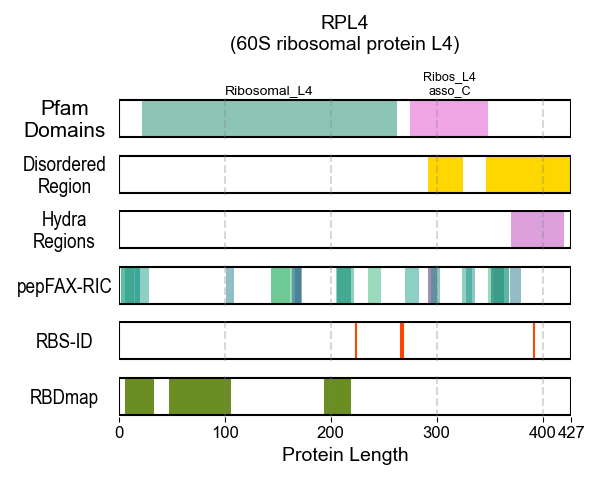 RPL4
(60S ribosomal protein L4)
Ribosomal_L4
Ribos_L4
asso_C
Pfam
Domains
Disordered
Region
Hydra
Regions
pepFAX-RIC
RBS-ID
RBDmap
0 100 200 300 400 427
Protein Length